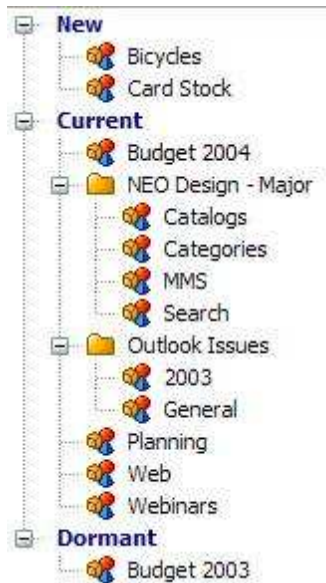 New
Bicycles
Card Stock
Current
Budget 2004
NEO Design - Major
Catalogs
Categories
MMS
Search
Outlook Issues
2003
General
Planning
Web
Webinars
Dormant
Budget 2003